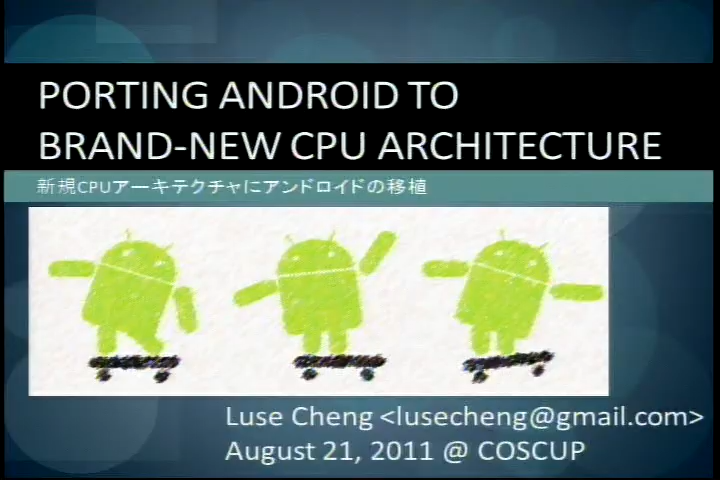 PORTING ANDROID TO
BRAND-NEW CPU ARCHITECTURE
新規CPUアーキテクチャにアンドロイドの移植
Luse Cheng <lusecheng@gmail.com>
August 21, 2011 @ COSCUP